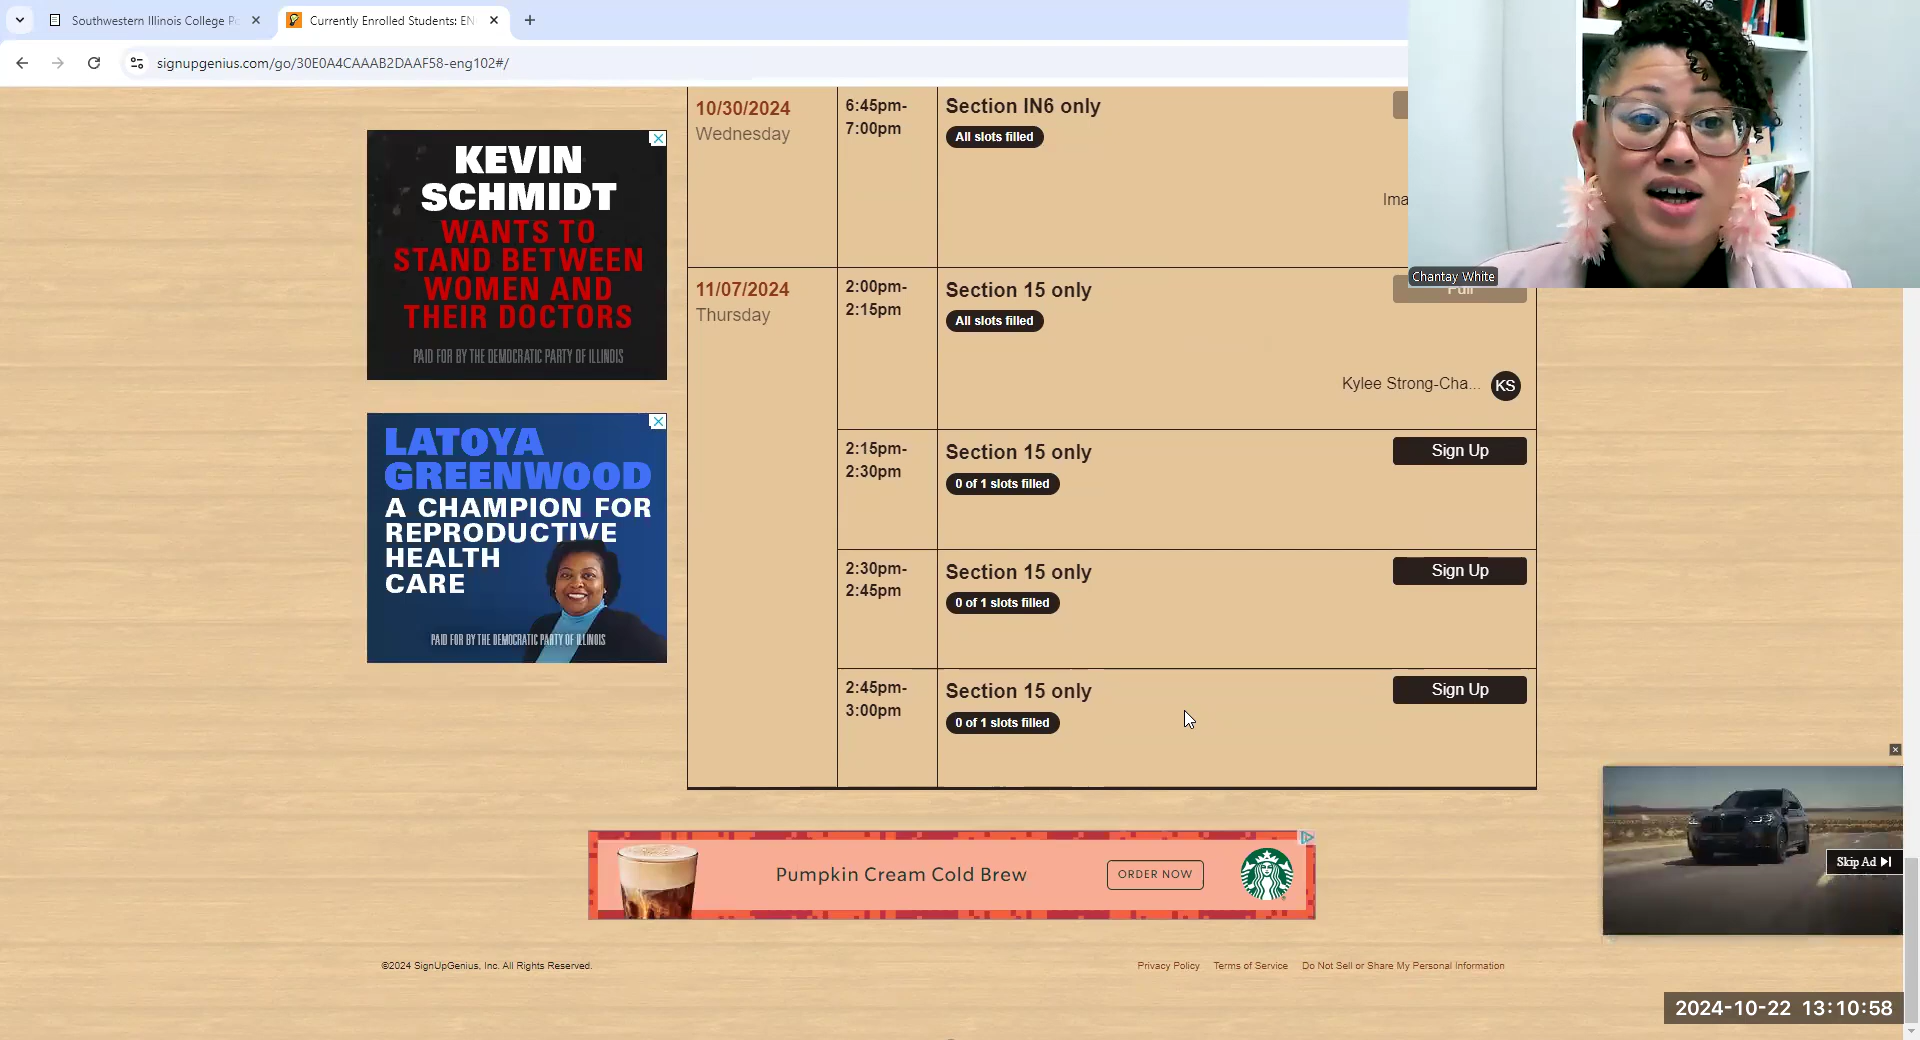 Southwestern Illinois College Po
Currently Enrolled Students: EN
signupgenius.com/go/30E0A4CAAAB2DAAF58-eng102#/
KEVIN
SCHMIDT
WANTS TO
STAND BETWEEN
WOMEN AND
THEIR DOCTORS
PAID FOR BY THE DEMOCRATIC PARTY OF ILLINOIS
LATOYA
GREENWOOD
A CHAMPION FOR
REPRODUCTIVE
HEALTH
CARE
PAID FOR BY THE DEMOCRATIC PARTY OF ILLINOIS
10/30/2024
Wednesday
6:45pm-
7:00pm
Section IN6 only
All slots filled
Ima
Chantay White
11/07/2024
Thursday
2:00pm-
2:15pm
Section 15 only
All slots filled
Full
Kylee Strong-Cha...
KS
2:15pm-
2:30pm
Section 15 only
0 of 1 slots filled
Sign Up
2:30pm-
2:45pm
Section 15 only
0 of 1 slots filled
Sign Up
2:45pm-
3:00pm
Section 15 only
0 of 1 slots filled
Sign Up
Skip Ad
Pumpkin Cream Cold Brew
ORDER NOW
©2024 SignUpGenius, Inc. All Rights Reserved.
Privacy Policy Terms of Service Do Not Sell or Share My Personal Information
2024-10-22 13:10:58